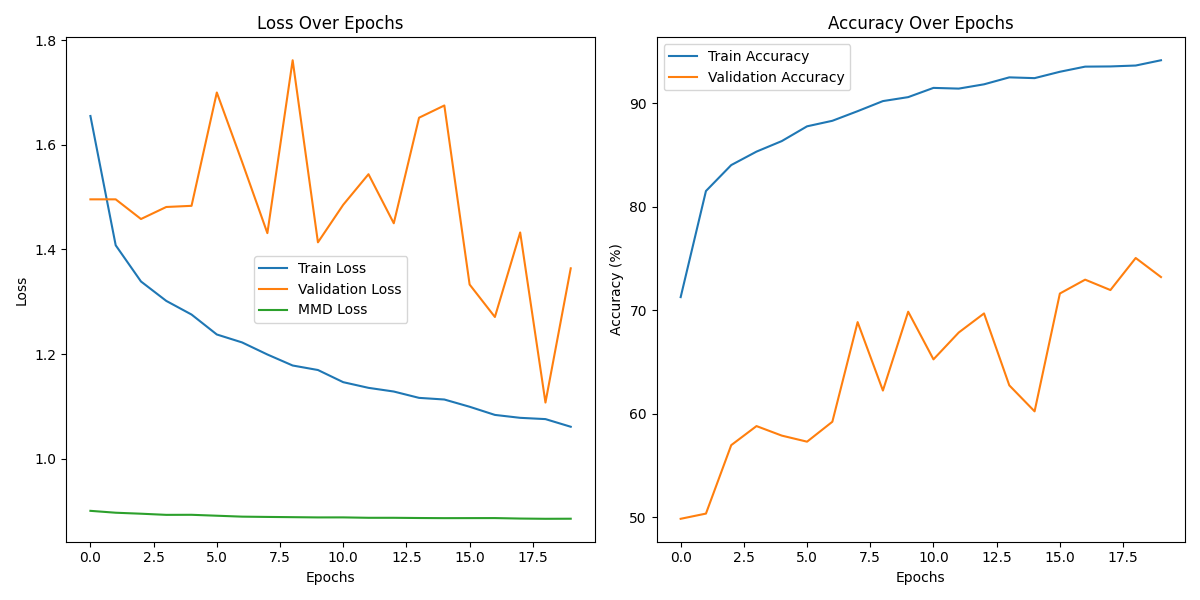 Loss Over Epochs
1.8
1.6
1.4
1.2
1.0
Loss
Train Loss
Validation Loss
MMD Loss
0.0 2.5 5.0 7.5 10.0 12.5 15.0 17.5
Epochs
Accuracy Over Epochs
Train Accuracy
Validation Accuracy
90
80
70
60
50
Accuracy (%)
0.0 2.5 5.0 7.5 10.0 12.5 15.0 17.5
Epochs